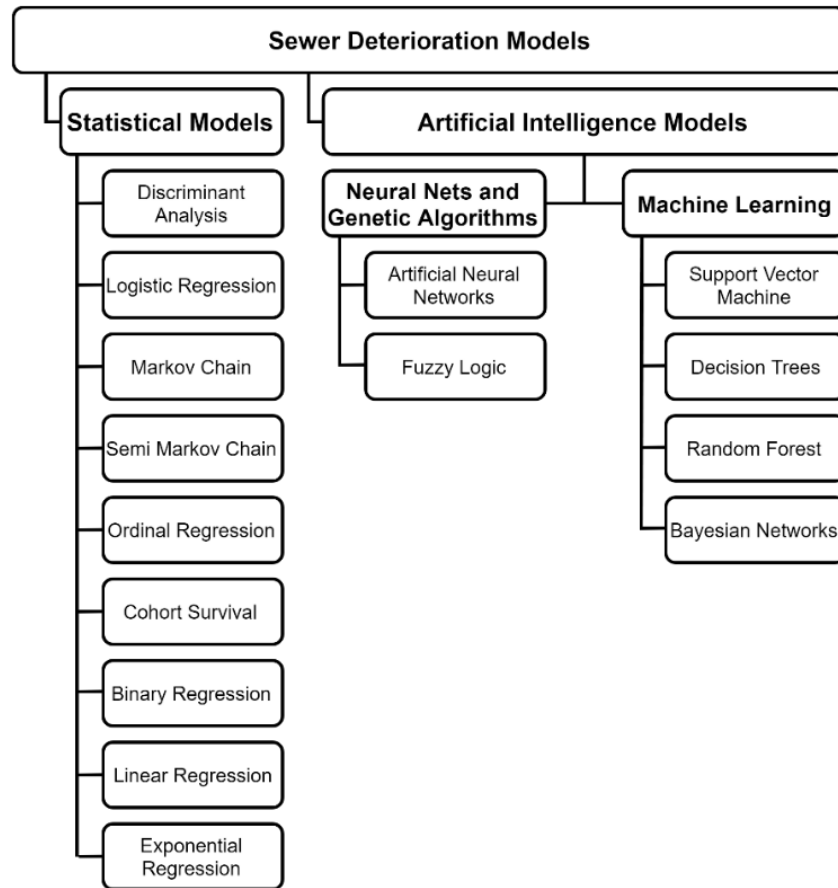 Sewer Deterioration Models
Statistical Models
Artificial Intelligence Models
Discriminant
Analysis
Logistic Regression
Markov Chain
Semi Markov Chain
Ordinal Regression
Cohort Survival
Binary Regression
Linear Regression
Exponential
Regression
Neural Nets and
Genetic Algorithms
Artificial Neural
Networks
Fuzzy Logic
Machine Learning
Support Vector
Machine
Decision Trees
Random Forest
Bayesian Networks